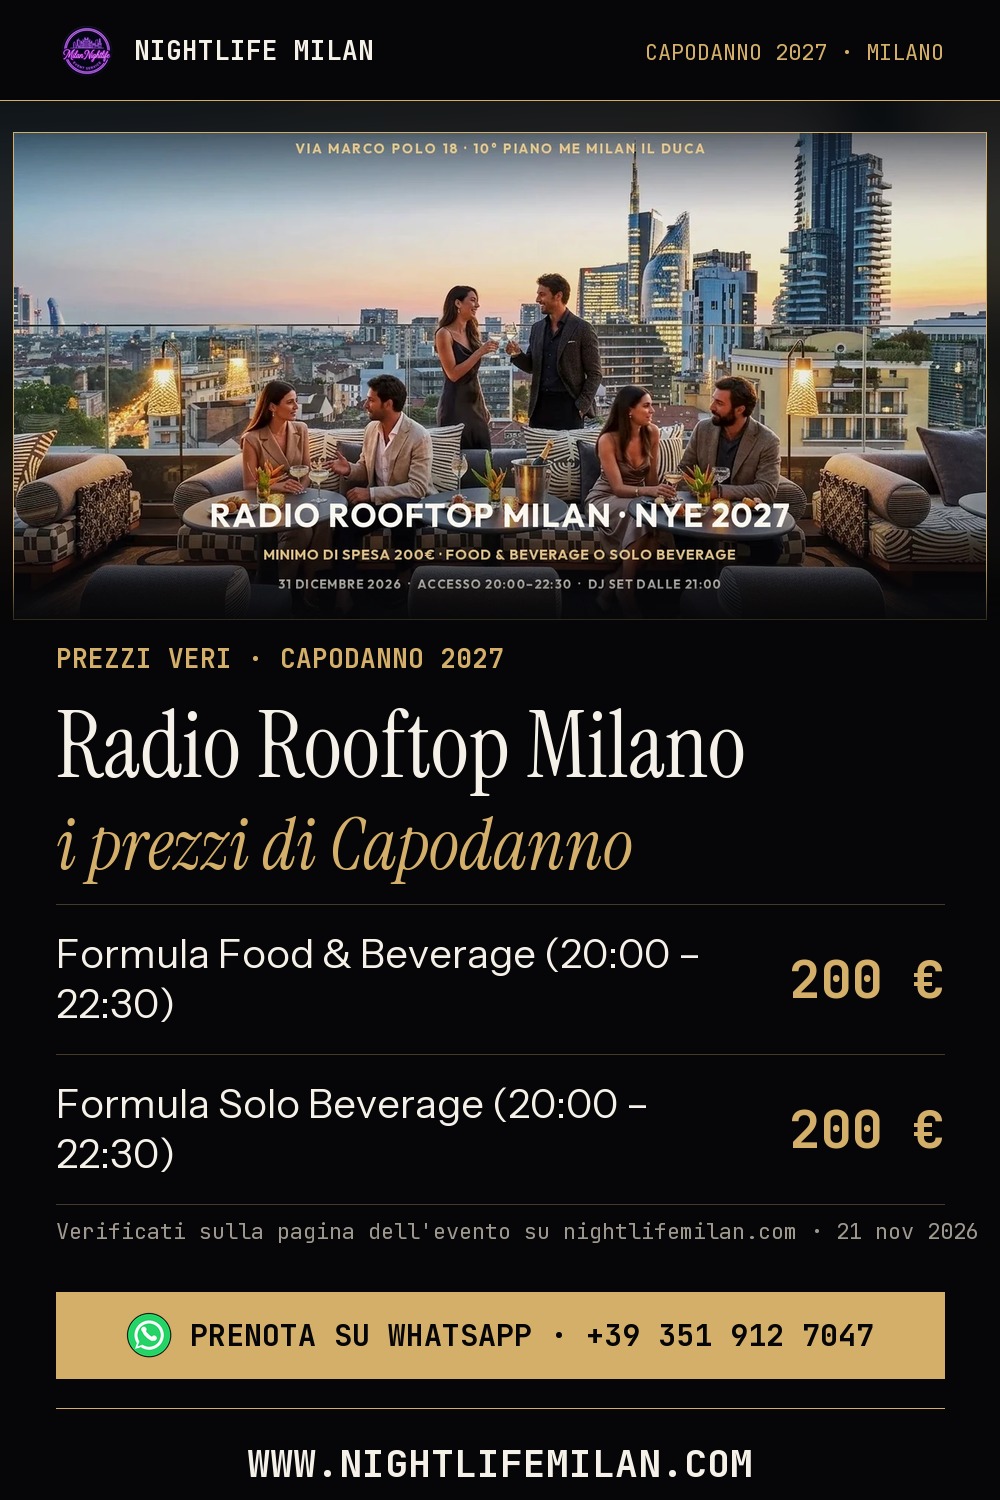 Milan Nightlife
NIGHTLIFE MILAN
CAPODANNO 2027 · MILANO
VIA MARCO POLO 18 · 10° PIANO ME MILAN IL DUCA
RADIO ROOFTOP MILAN · NYE 2027
MINIMO DI SPESA 200€ · FOOD & BEVERAGE O SOLO BEVERAGE
31 DICEMBRE 2026 · ACCESSO 20:00–22:30 · DJ SET DALLE 21:00
PREZZI VERI · CAPODANNO 2027
Radio Rooftop Milano
i prezzi di Capodanno
Formula Food & Beverage (20:00 –
22:30)
200 €
Formula Solo Beverage (20:00 –
22:30)
200 €
Verificati sulla pagina dell'evento su nightlifemilan.com · 21 nov 2026
PRENOTA SU WHATSAPP · +39 351 912 7047
WWW.NIGHTLIFEMILAN.COM